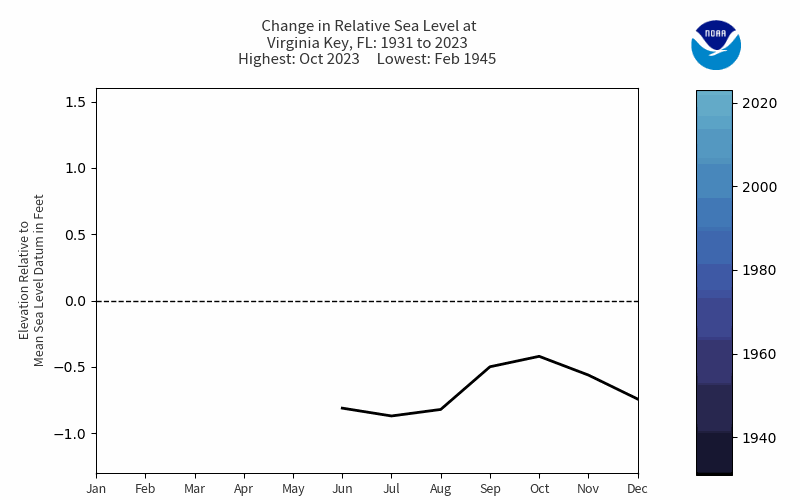 Change in Relative Sea Level at
Virginia Key, FL: 1931 to 2023
Highest: Oct 2023    Lowest: Feb 1945
NOAA
Elevation Relative to
Mean Sea Level Datum in Feet
1.5
1.0
0.5
0.0
−0.5
−1.0
Jan Feb Mar Apr May Jun Jul Aug Sep Oct Nov Dec
2020
2000
1980
1960
1940